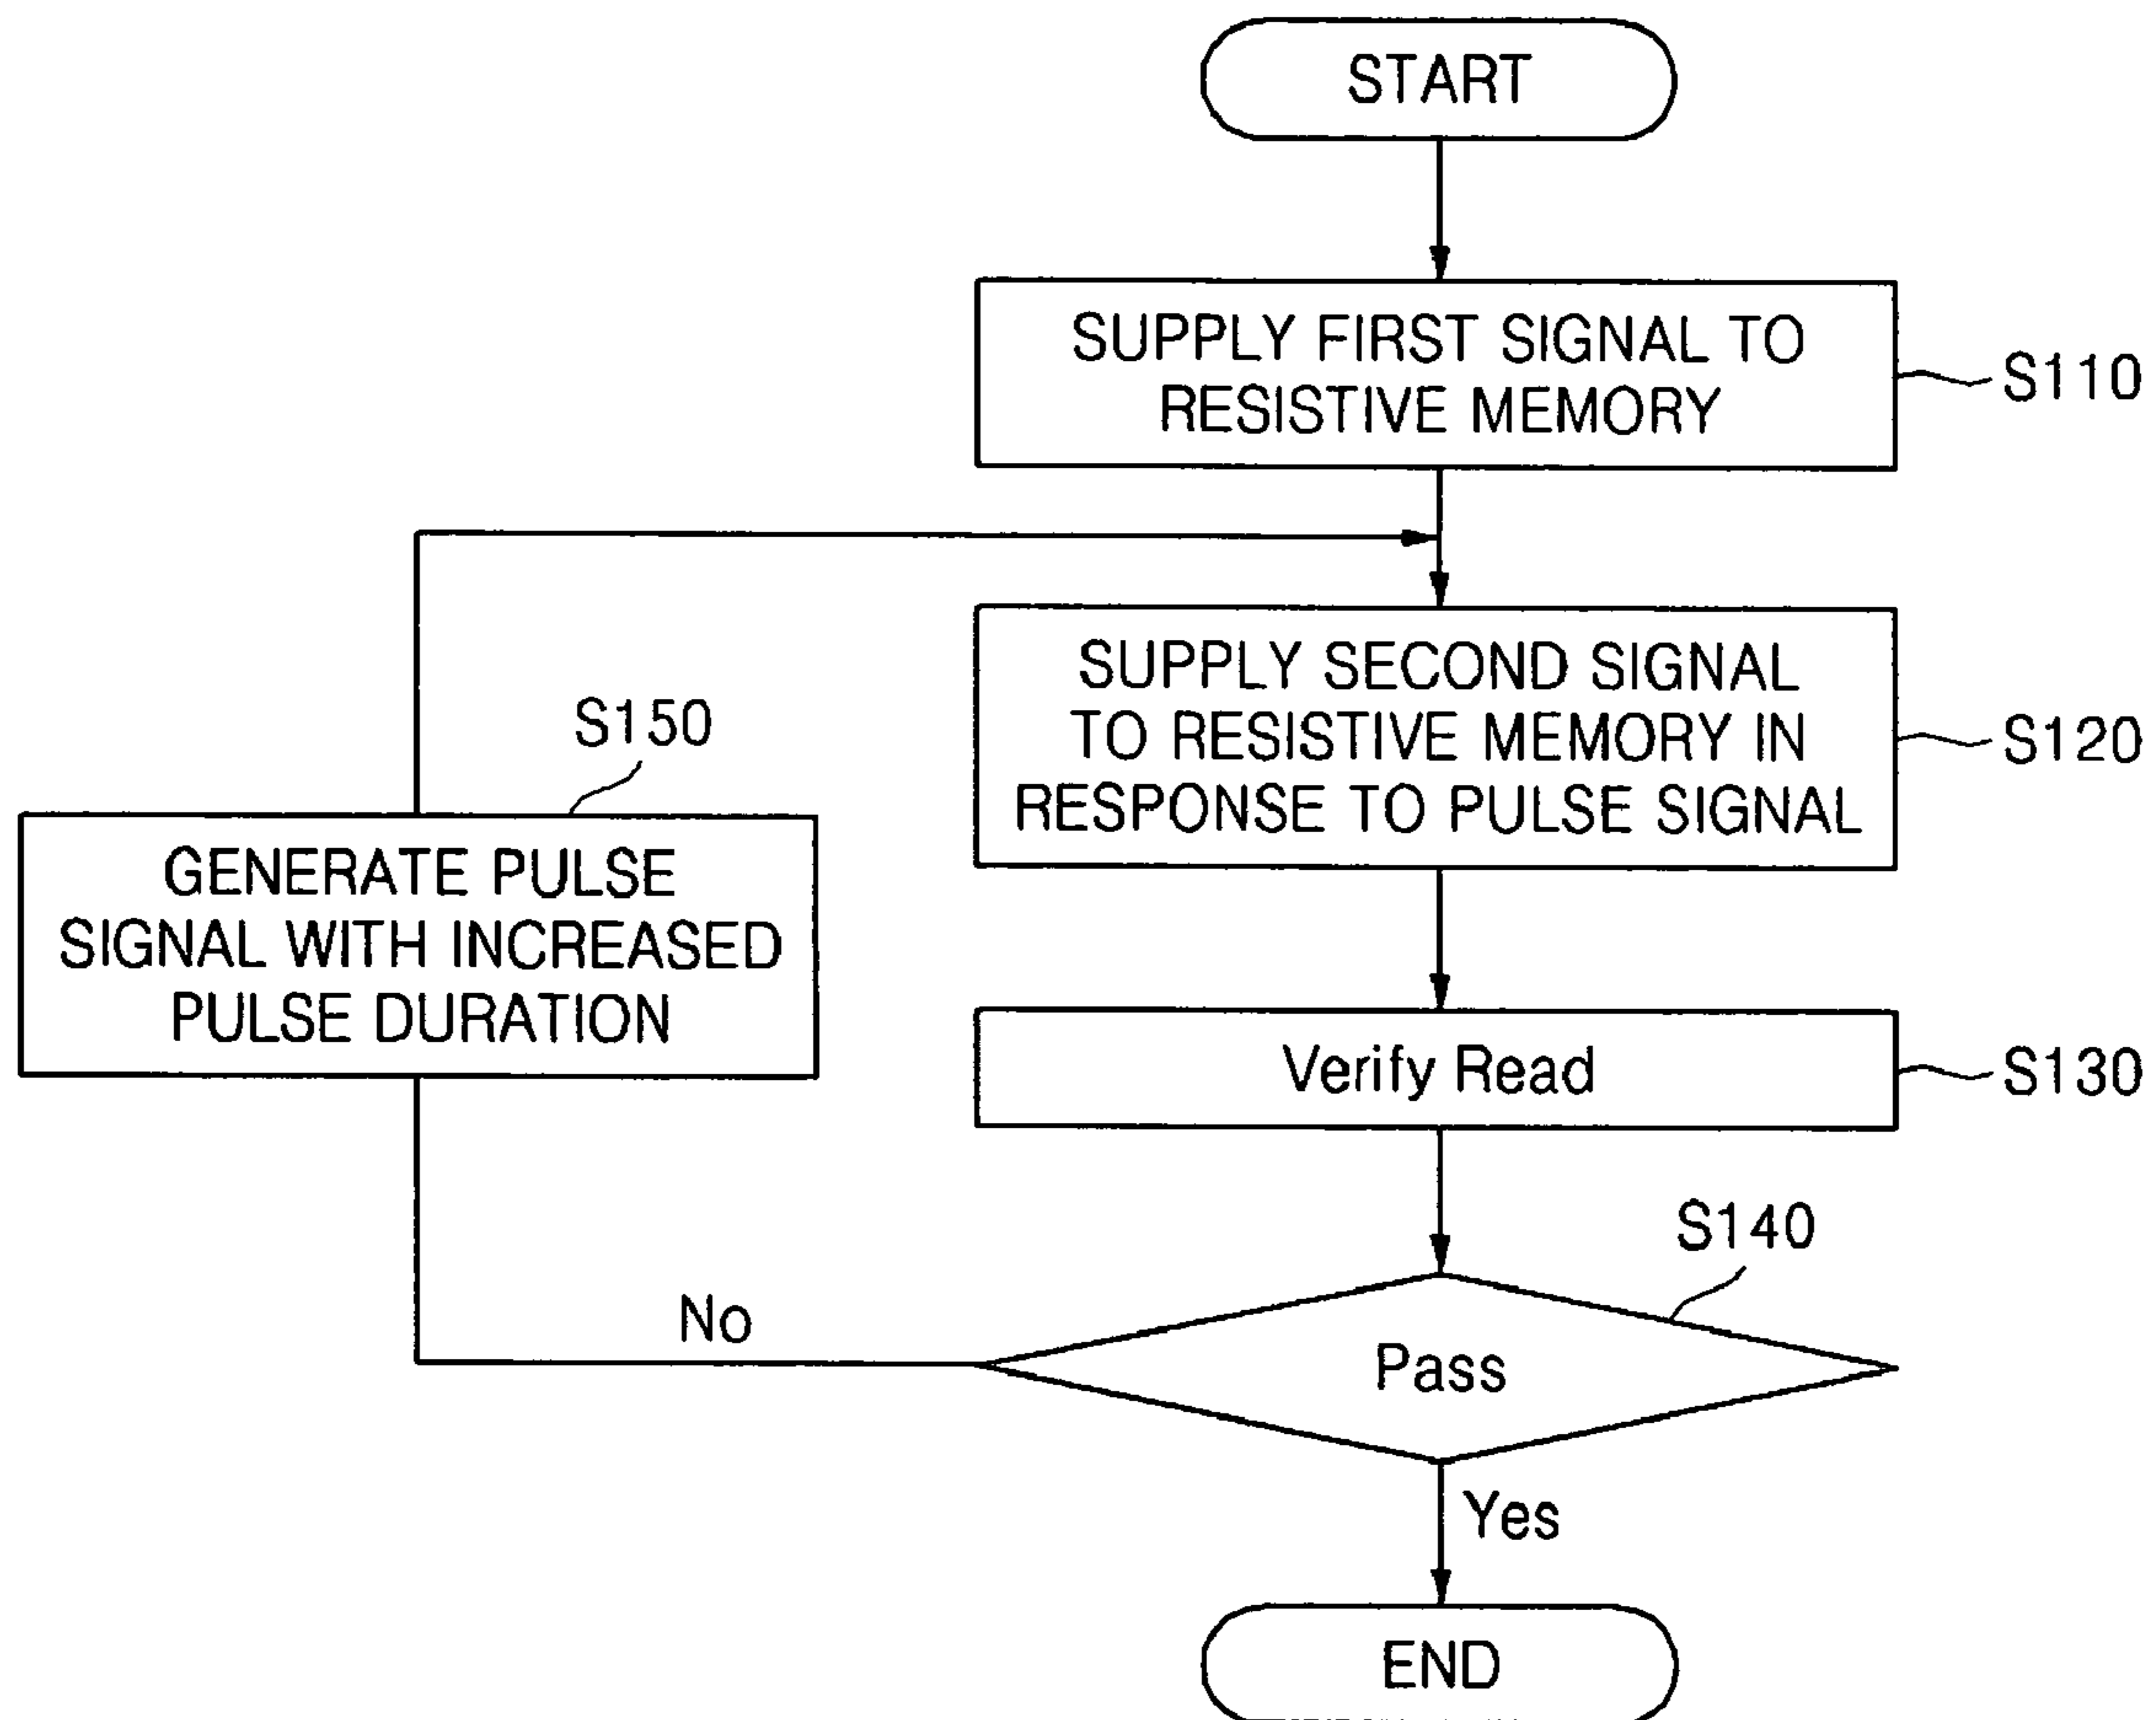 START
SUPPLY FIRST SIGNAL TO
RESISTIVE MEMORY
S110
SUPPLY SECOND SIGNAL
TO RESISTIVE MEMORY IN
RESPONSE TO PULSE SIGNAL
S120
S150
GENERATE PULSE
SIGNAL WITH INCREASED
PULSE DURATION
Verify Read
S130
S140
Pass
No
Yes
END